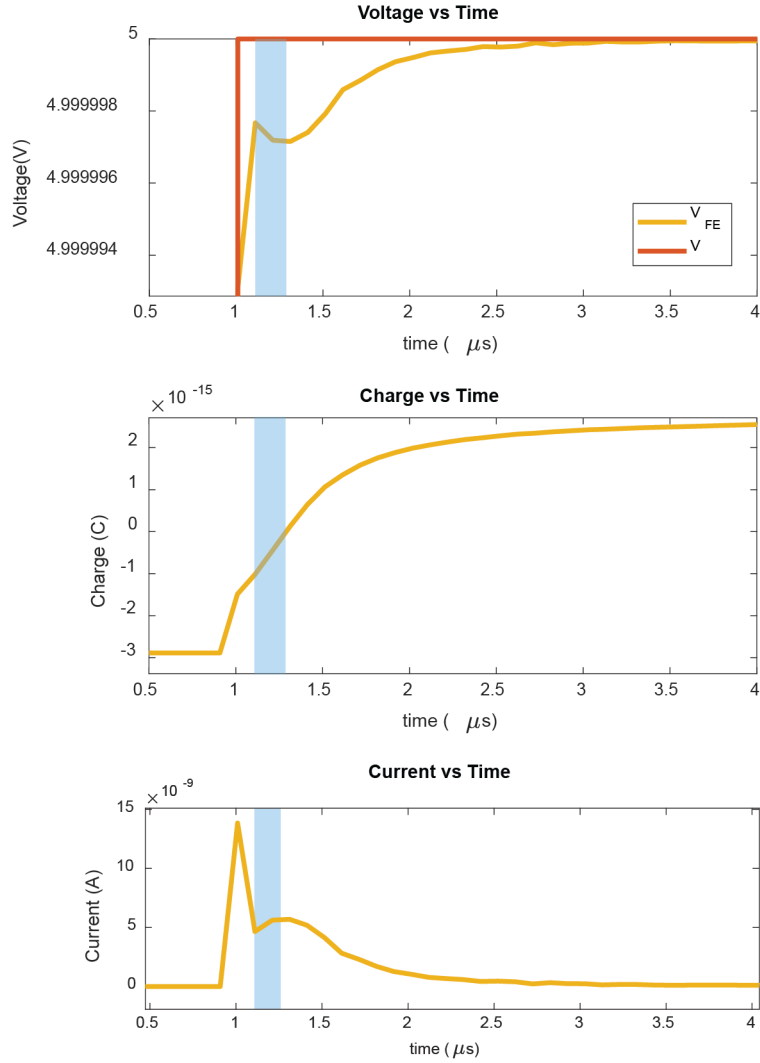 Voltage vs Time
5
4.999998
4.999996
4.999994
Voltage(V)
V FE
V
0.5 1 1.5 2 2.5 3 3.5 4
time ( μs)
× 10 -15
Charge vs Time
2
1
0
-1
-2
-3
Charge (C)
0.5 1 1.5 2 2.5 3 3.5 4
time ( μs)
Current vs Time
× 10 -9
15
10
5
0
Current (A)
0.5 1 1.5 2 2.5 3 3.5 4
time ( μs)